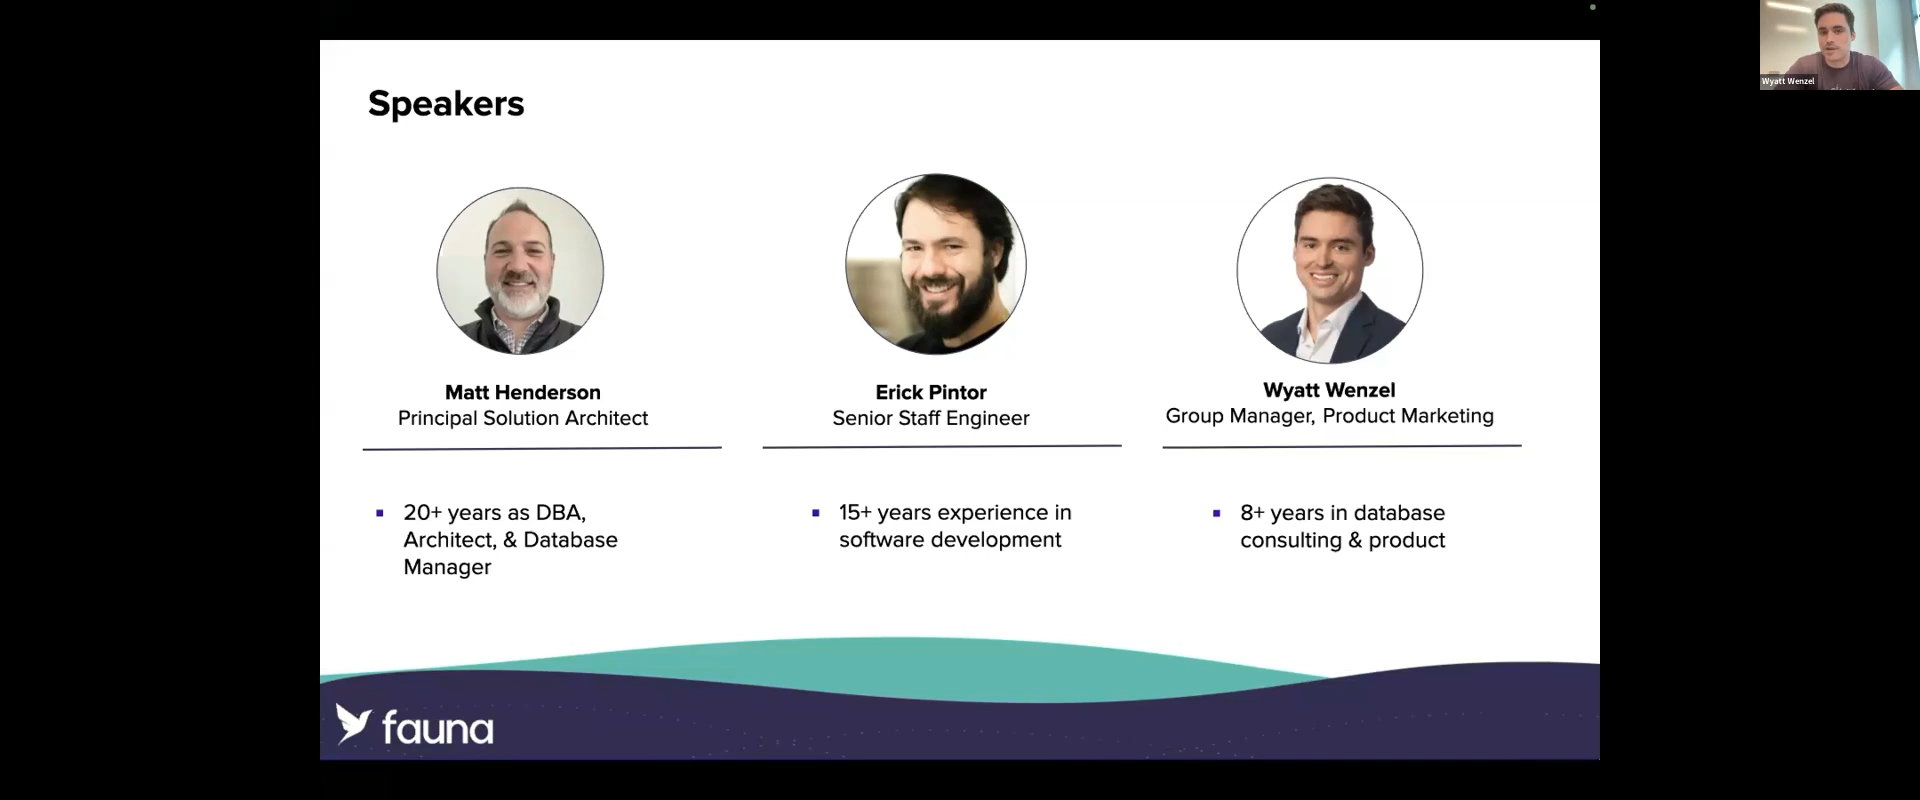 Speakers
Wyatt Wenzel
Matt Henderson
Principal Solution Architect
Erick Pintor
Senior Staff Engineer
Wyatt Wenzel
Group Manager, Product Marketing
20+ years as DBA,
Architect, & Database
Manager
15+ years experience in
software development
8+ years in database
consulting & product
fauna